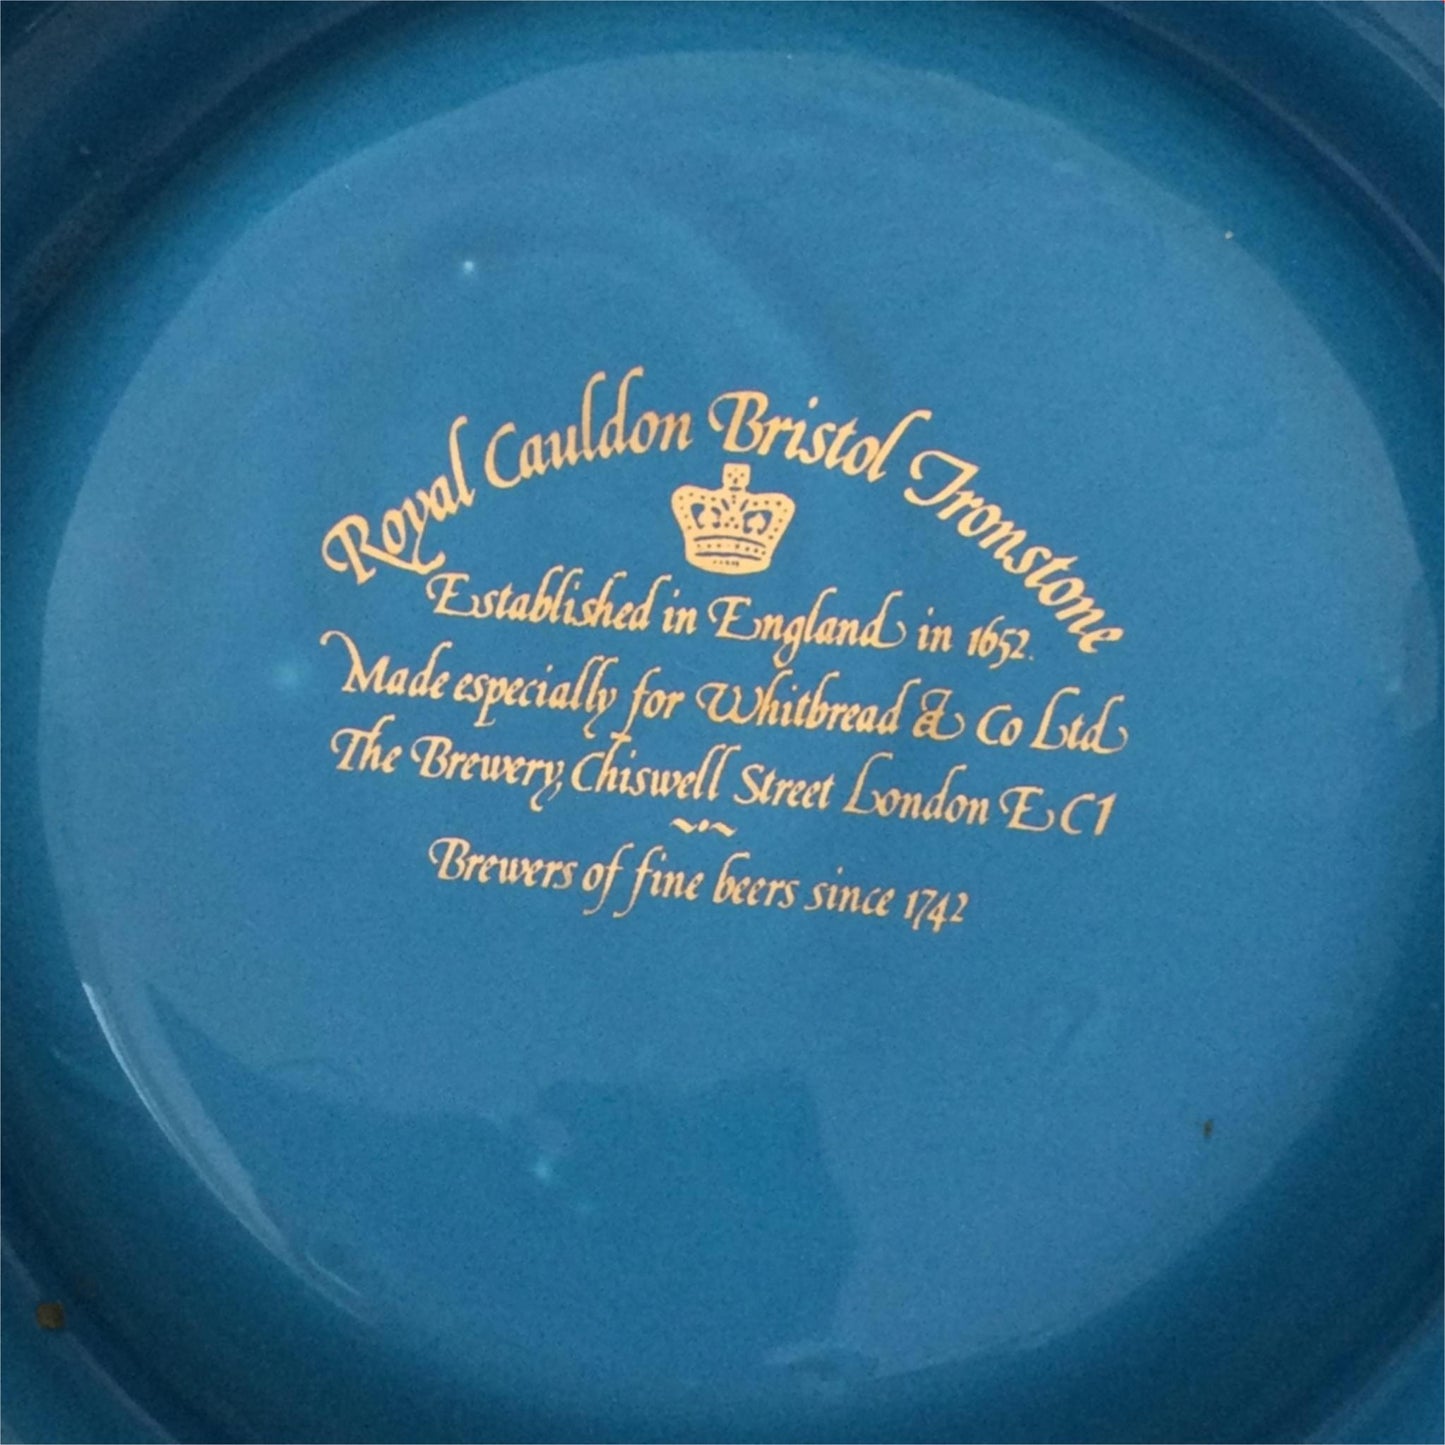 Royal Cauldon Bristol Ironstone
Established in England in 1652.
Made especially for Whitbread & Co Ltd
The Brewery, Chiswell Street London EC1
Brewers of fine beers since 1742